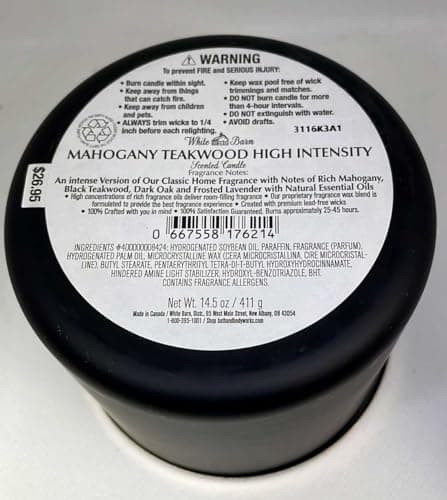 ⚠ WARNING
To prevent FIRE and SERIOUS INJURY:
• Burn candle within sight.
• Keep away from things
that can catch fire.
• Keep away from children
and pets.
• ALWAYS trim wicks to 1/4
inch before each relighting.
• Keep wax pool free of wick
trimmings and matches.
• DO NOT burn candle for more
than 4-hour intervals.
• DO NOT extinguish with water.
• AVOID drafts.
3116K3A1
White Barn
MAHOGANY TEAKWOOD HIGH INTENSITY
Scented Candle
Fragrance Notes:
An intense Version of Our Classic Home Fragrance with Notes of Rich Mahogany,
Black Teakwood, Dark Oak and Frosted Lavender with Natural Essential Oils
• High concentrations of rich fragrance oils deliver room-filling fragrance • Our proprietary fragrance wax blend is
formulated to provide the best fragrance experience • Created with premium lead-free wicks
• 100% Crafted with you in mind • 100% Satisfaction Guaranteed, Burns approximately 25-45 hours.
$26.95
0 667558 176214
INGREDIENTS #400000008424: HYDROGENATED SOYBEAN OIL, PARAFFIN, FRAGRANCE (PARFUM),
HYDROGENATED PALM OIL, MICROCRYSTALLINE WAX (CERA MICROCRISTALLINA, CIRE MICROCRISTAL-
LINE), BUTYL STEARATE, PENTAERYTHRITYL TETRA-DI-T-BUTYL HYDROXYHYDROCINNAMATE,
HINDERED AMINE LIGHT STABILIZER, HYDROXYL-BENZOTRIAZOLE, BHT.
CONTAINS FRAGRANCE ALLERGENS.
Net Wt. 14.5 oz / 411 g
Made in Canada / White Barn, Distr., 95 West Main Street, New Albany, OH 43054
1-800-395-1001 / Shop bathandbodyworks.com